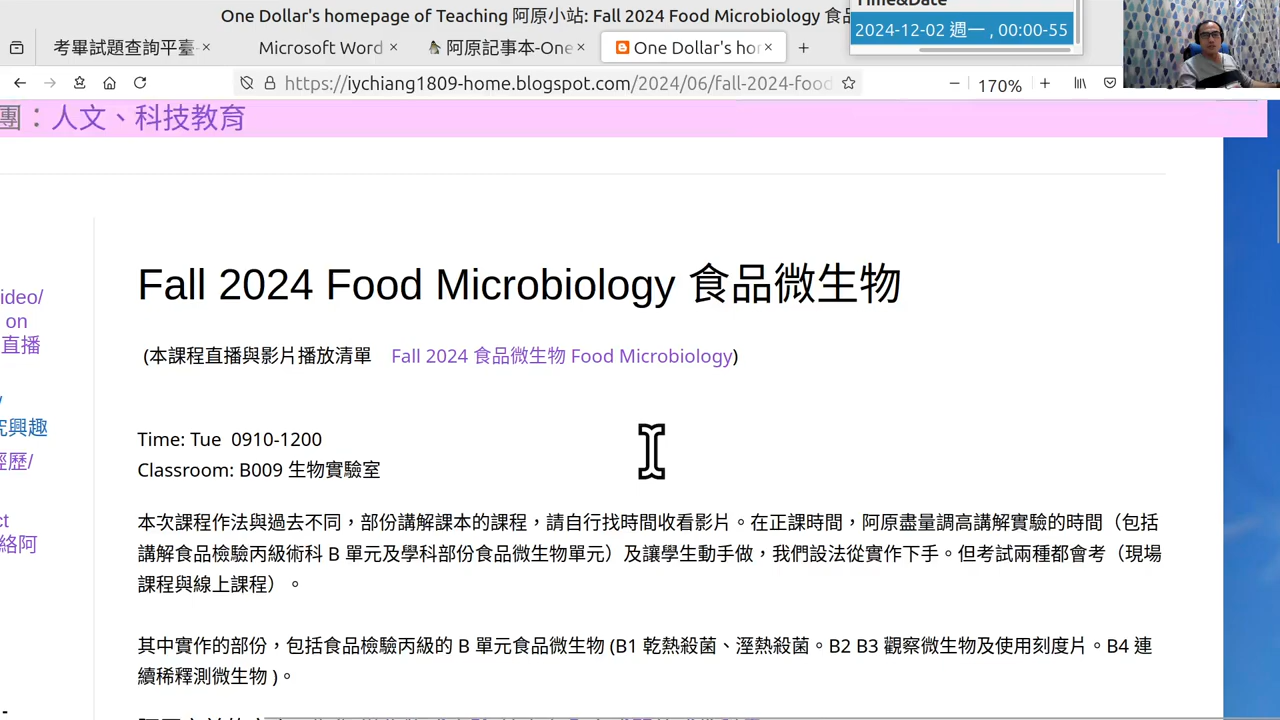 One Dollar's homepage of Teaching 阿原小站: Fall 2024 Food Microbiology 食品
Time&Date
2024-12-02 週一 , 00:00-55
考畢試題查詢平臺- ×
Microsoft Word ×
阿原記事本-One ×
One Dollar's ho ×
https://iychiang1809-home.blogspot.com/2024/06/fall-2024-food
170%
團：人文、科技教育
Fall 2024 Food Microbiology 食品微生物
(本課程直播與影片播放清單 Fall 2024 食品微生物 Food Microbiology)
ideo/
on
直播
究興趣
經歷/
ct
絡阿
Time: Tue 0910-1200
Classroom: B009 生物實驗室
本次課程作法與過去不同，部份講解課本的課程，請自行找時間收看影片。在正課時間，阿原盡量調高講解實驗的時間（包括
講解食品檢驗丙級術科 B 單元及學科部份食品微生物單元）及讓學生動手做，我們設法從實作下手。但考試兩種都會考（現場
課程與線上課程）。
其中實作的部份，包括食品檢驗丙級的 B 單元食品微生物 (B1 乾熱殺菌、溼熱殺菌。B2 B3 觀察微生物及使用刻度片。B4 連
續稀釋測微生物 )。